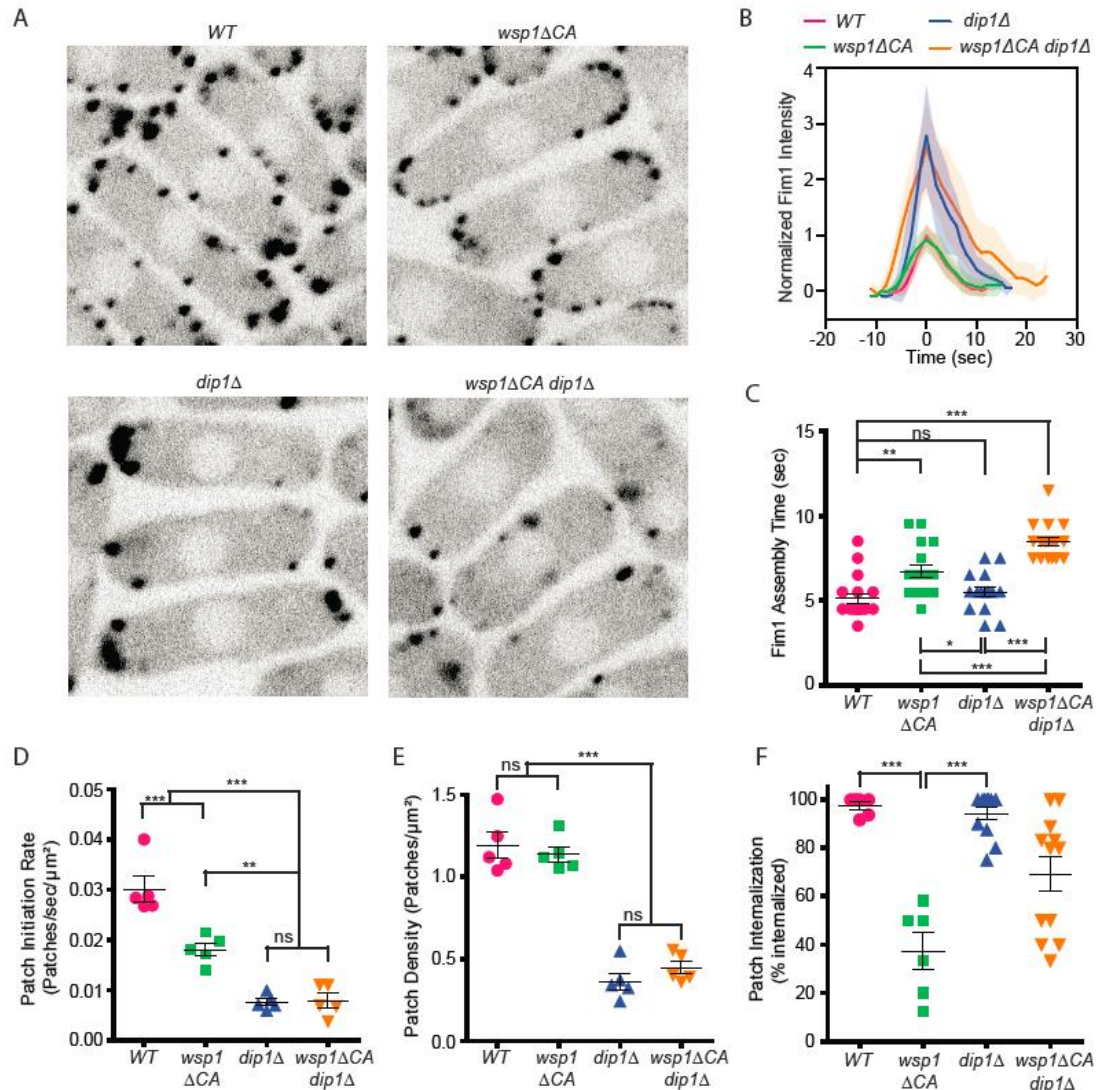 A
WT
wsp1ΔCA
dip1Δ
wsp1ΔCA dip1Δ
B
WT
dip1Δ
wsp1ΔCA
wsp1ΔCA dip1Δ
Normalized Fim1 Intensity
4
3
2
1
0
-20
-10
0
10
20
30
Time (sec)
C
Fim1 Assembly Time (sec)
15
10
5
0
***
ns
**
*
***
***
WT
wsp1
ΔCA
dip1Δ
wsp1ΔCA
dip1Δ
D
Patch Initiation Rate
(Patches/sec/µm²)
0.05
0.04
0.03
0.02
0.01
0.00
***
***
**
ns
WT
wsp1
ΔCA
dip1Δ
wsp1ΔCA
dip1Δ
E
Patch Density (Patches/µm²)
1.5
1.0
0.5
0.0
***
ns
ns
WT
wsp1
ΔCA
dip1Δ
wsp1ΔCA
dip1Δ
F
Patch Internalization
(% internalized)
100
80
60
40
20
0
***
***
WT
wsp1
ΔCA
dip1Δ
wsp1ΔCA
dip1Δ